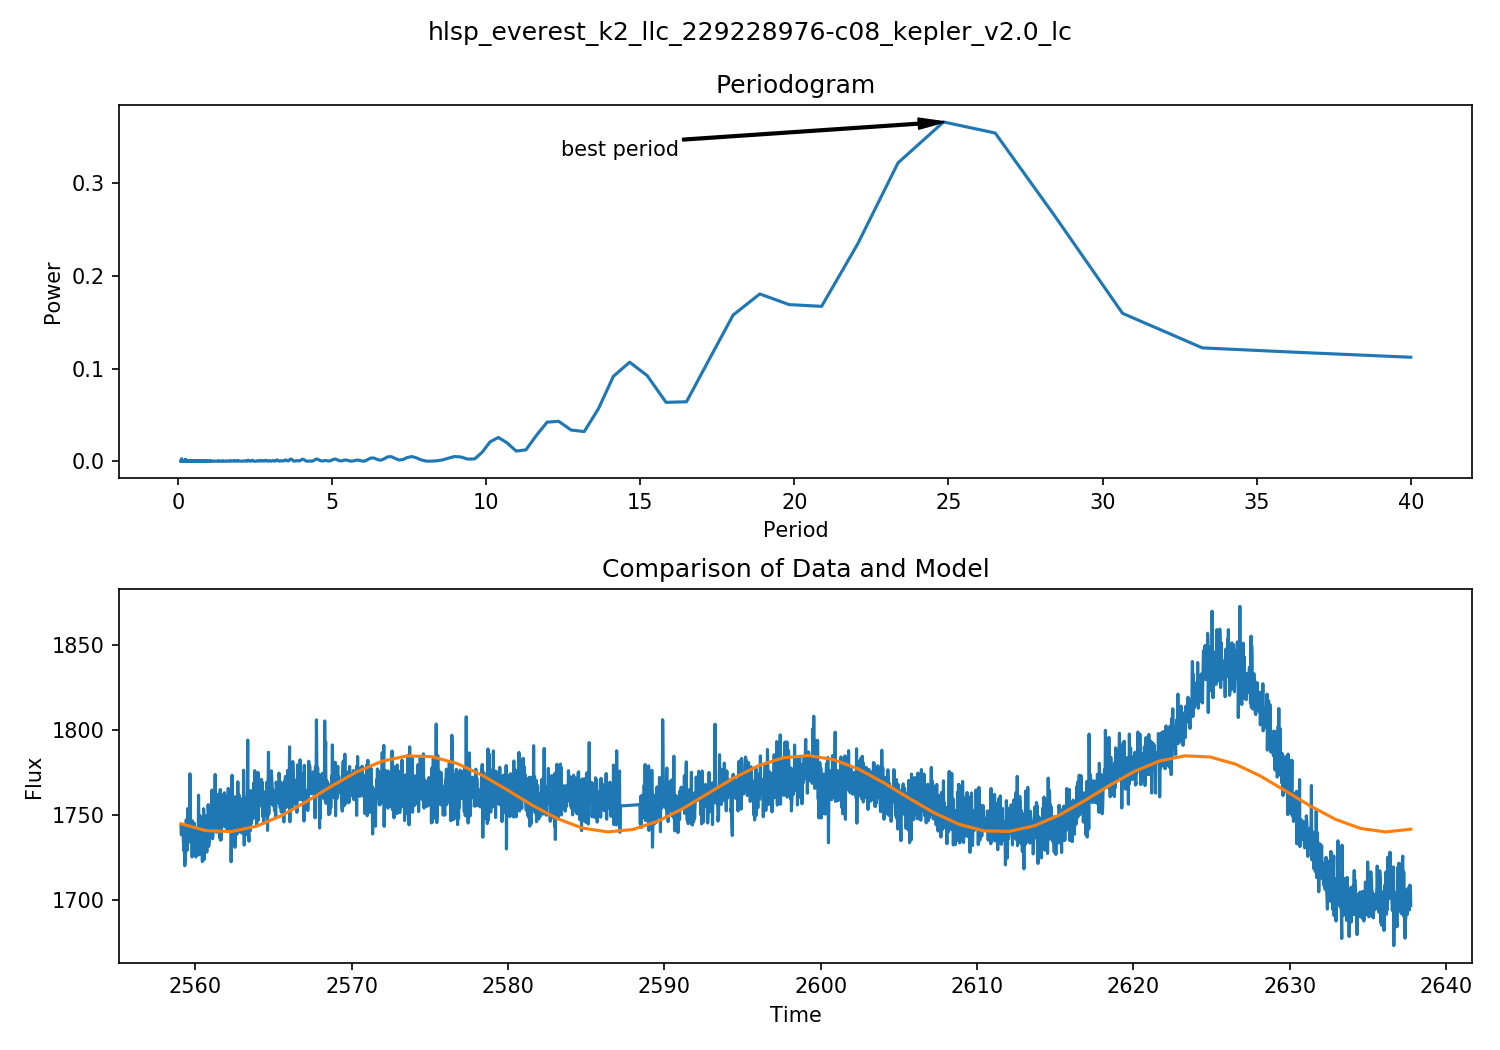 hlsp_everest_k2_llc_229228976-c08_kepler_v2.0_lc
Periodogram
best period
Power
0.3
0.2
0.1
0.0
0 5 10 15 20 25 30 35 40
Period
Comparison of Data and Model
Flux
1850
1800
1750
1700
2560 2570 2580 2590 2600 2610 2620 2630 2640
Time